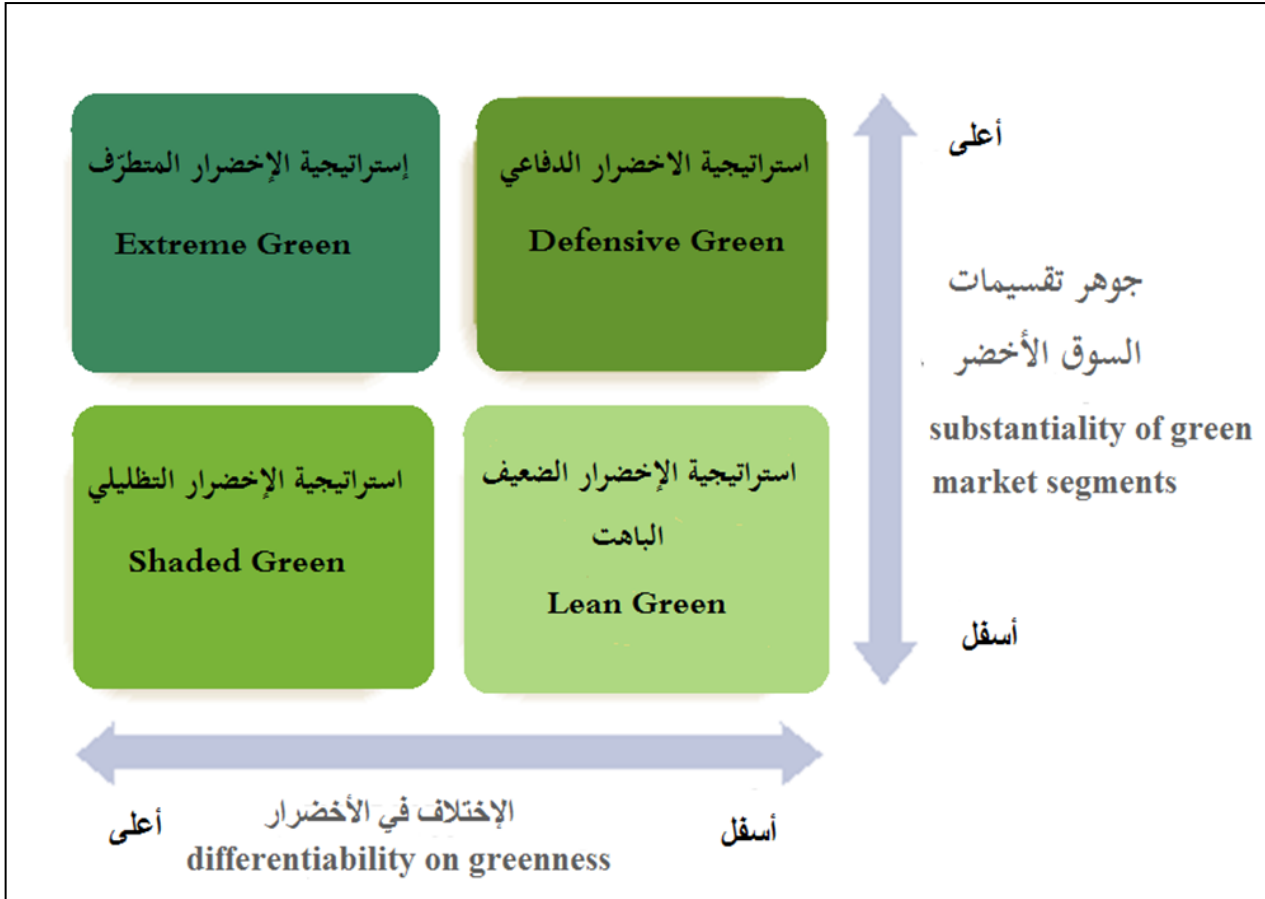 إستراتيجية الإخضرار المتطرّف
Extreme Green
استراتيجية الاخضرار الدفاعي
Defensive Green
استراتيجية الإخضرار التظليلي
Shaded Green
استراتيجية الإخضرار الضعيف
الباهت
Lean Green
أعلى
جوهر تقسيمات
السوق الأخضر .
substantiality of green
market segments
أسفل
أعلى
الإختلاف في الأخضرار
differentiability on greenness
أسفل